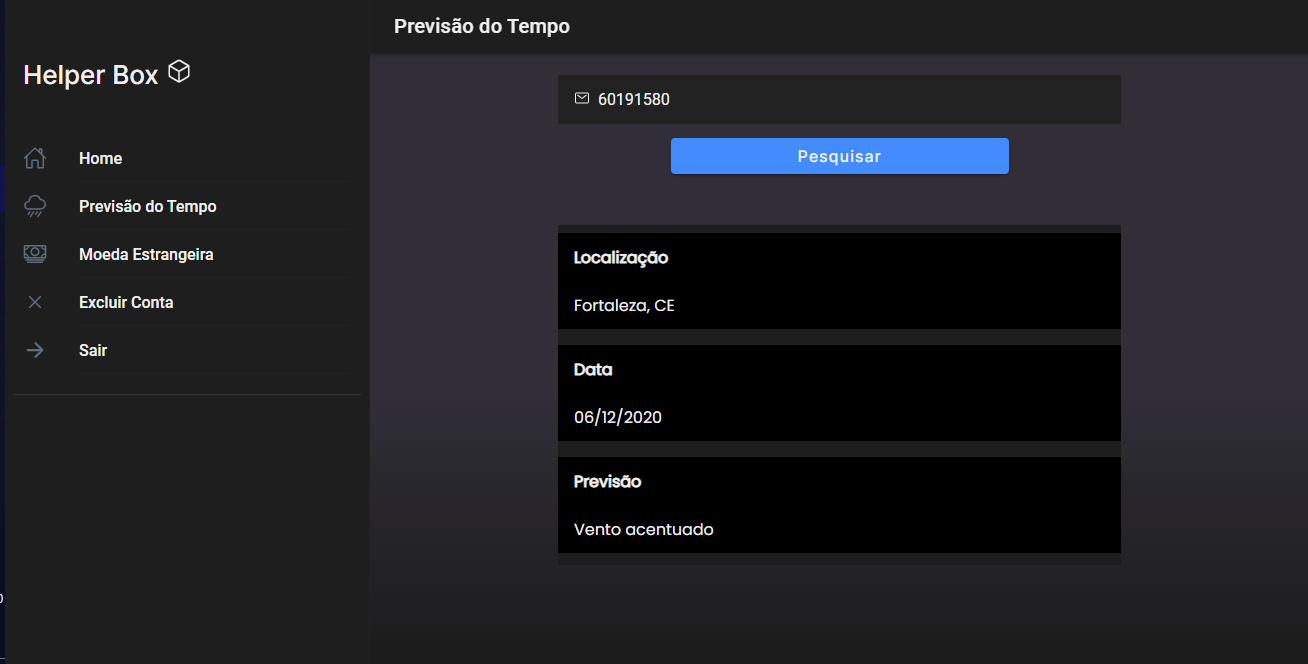 Helper Box
Home
Previsão do Tempo
Moeda Estrangeira
Excluir Conta
Sair
Previsão do Tempo
60191580
Pesquisar
Localização
Fortaleza, CE
Data
06/12/2020
Previsão
Vento acentuado